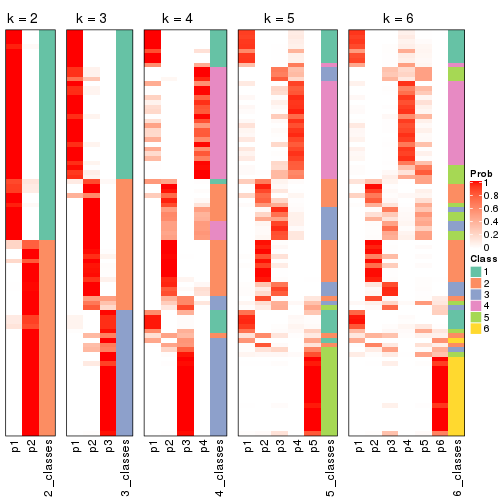 k = 2
k = 3
k = 4
k = 5
k = 6
p1
p2
2_classes
p1
p2
p3
3_classes
p1
p2
p3
p4
4_classes
p1
p2
p3
p4
p5
5_classes
p1
p2
p3
p4
p5
p6
6_classes
Prob
1
0.8
0.6
0.4
0.2
0
Class
1
2
3
4
5
6